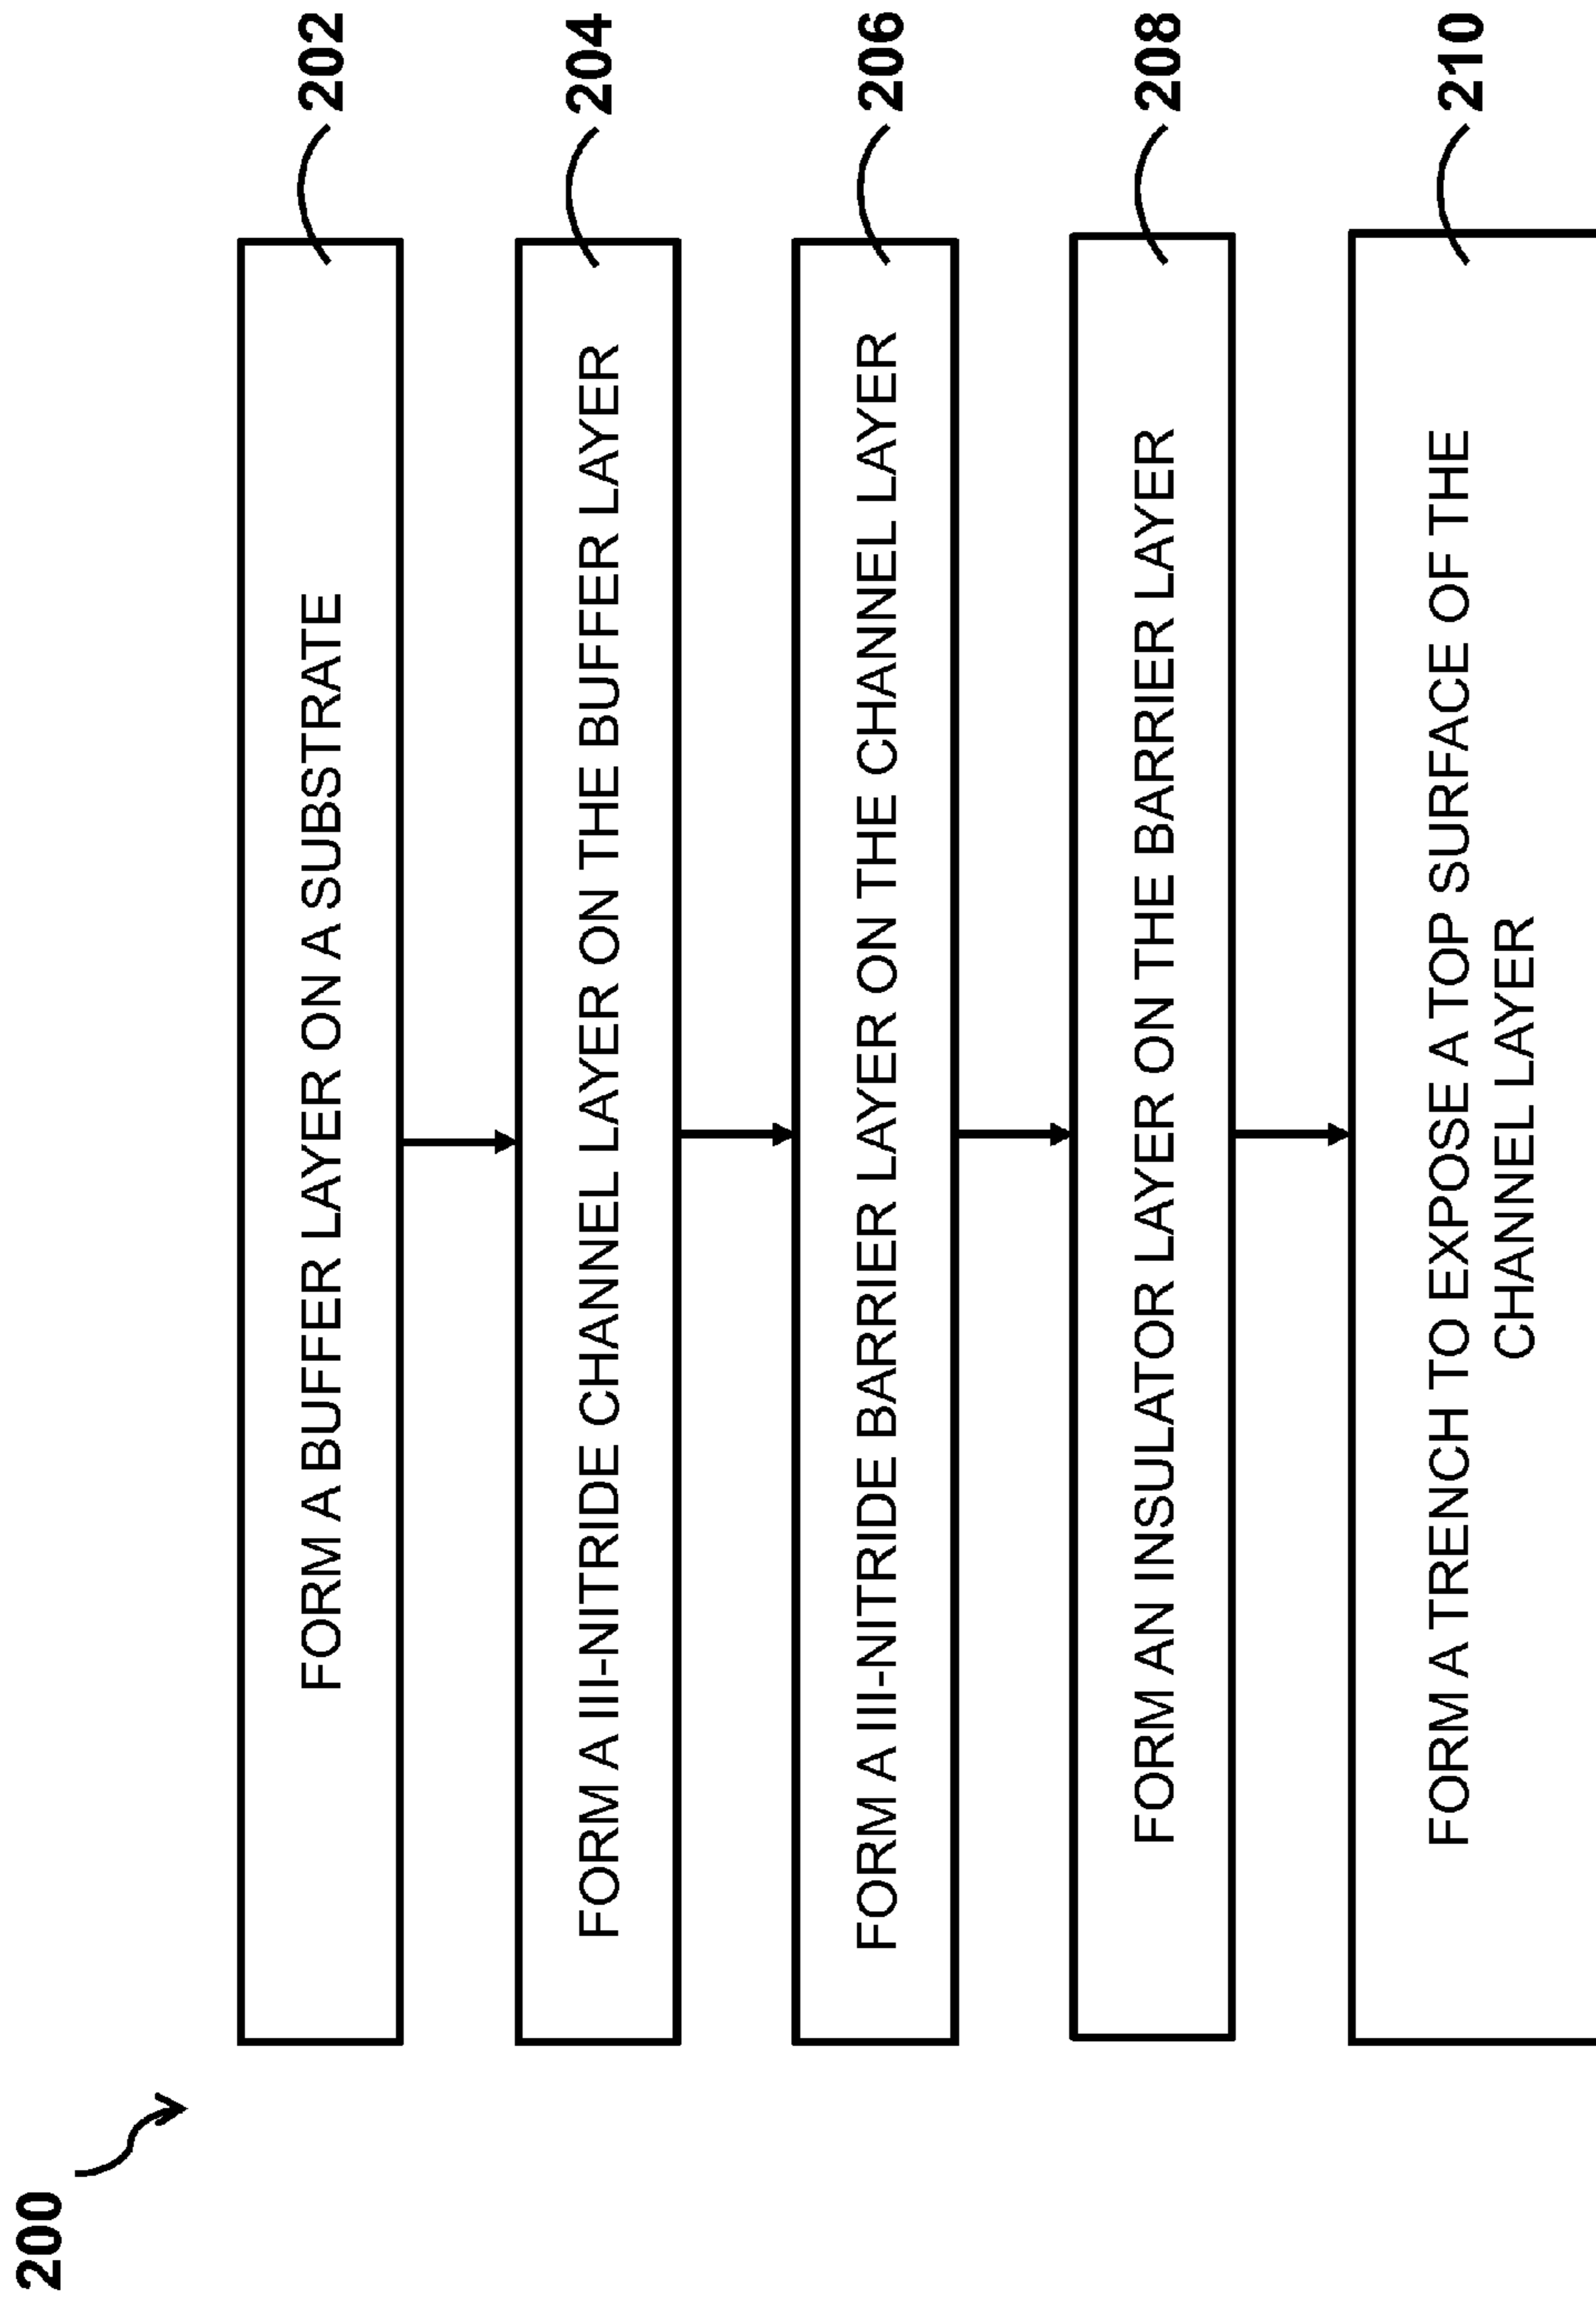 200
FORM A BUFFER LAYER ON A SUBSTRATE
202
FORM A III-NITRIDE CHANNEL LAYER ON THE BUFFER LAYER
204
FORM A III-NITRIDE BARRIER LAYER ON THE CHANNEL LAYER
206
FORM AN INSULATOR LAYER ON THE BARRIER LAYER
208
FORM A TRENCH TO EXPOSE A TOP SURFACE OF THE
CHANNEL LAYER
210